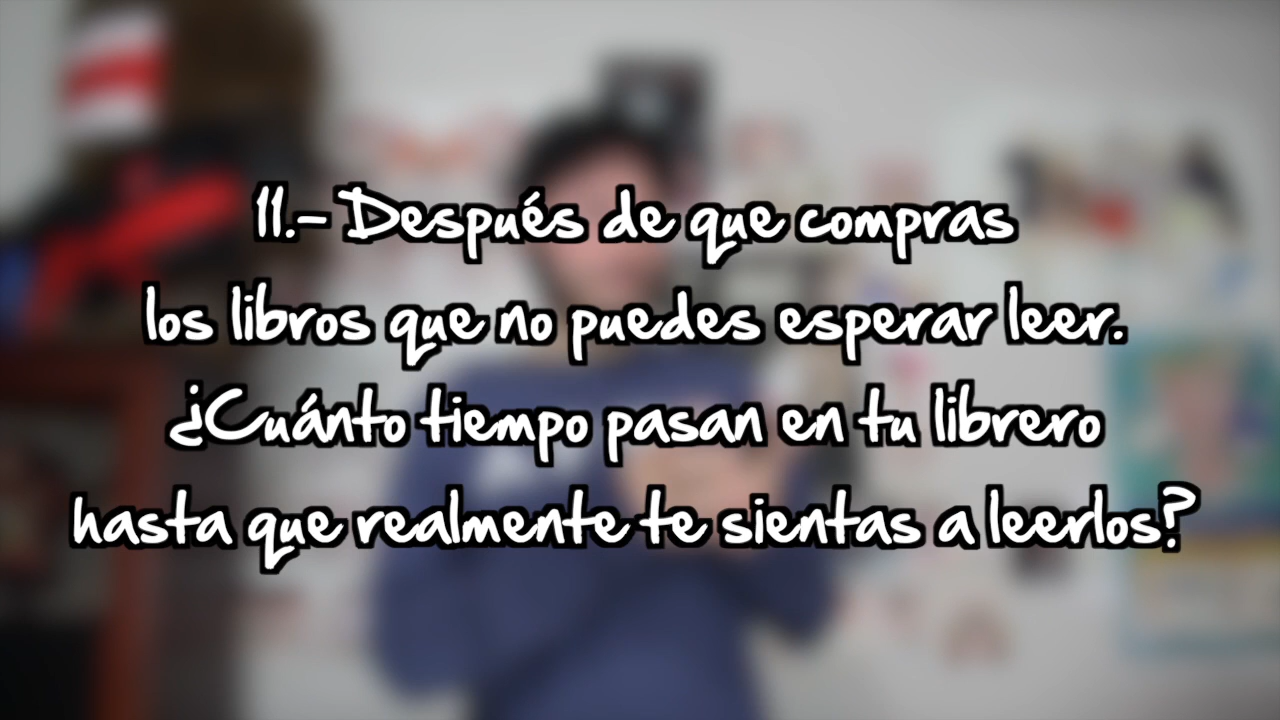 11.- Después de que compras
los libros que no puedes esperar leer.
¿Cuánto tiempo pasan en tu librero
hasta que realmente te sientas a leerlos?